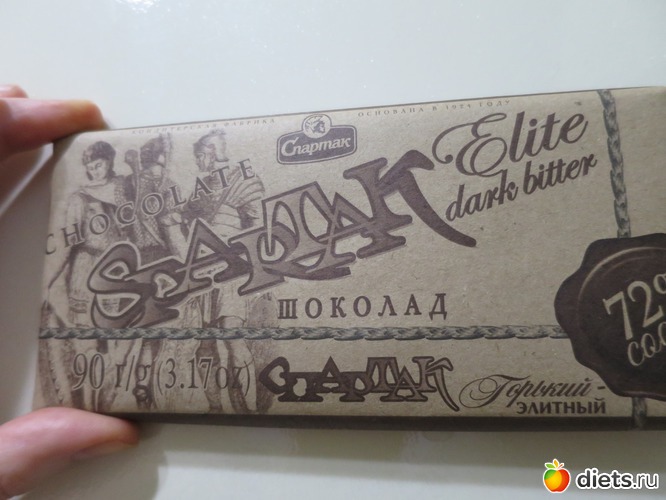 КОНДИТЕРСКАЯ ФАБРИКА
ОСНОВАНА В 1924 ГОДУ
Спартак
CHOCOLATE
SPARTAK
Elite
dark bitter
ШОКОЛАД
72%
90 г/g (3.17oz)
СПАРТАК
Горький-
ЭЛИТНЫЙ
diets.ru